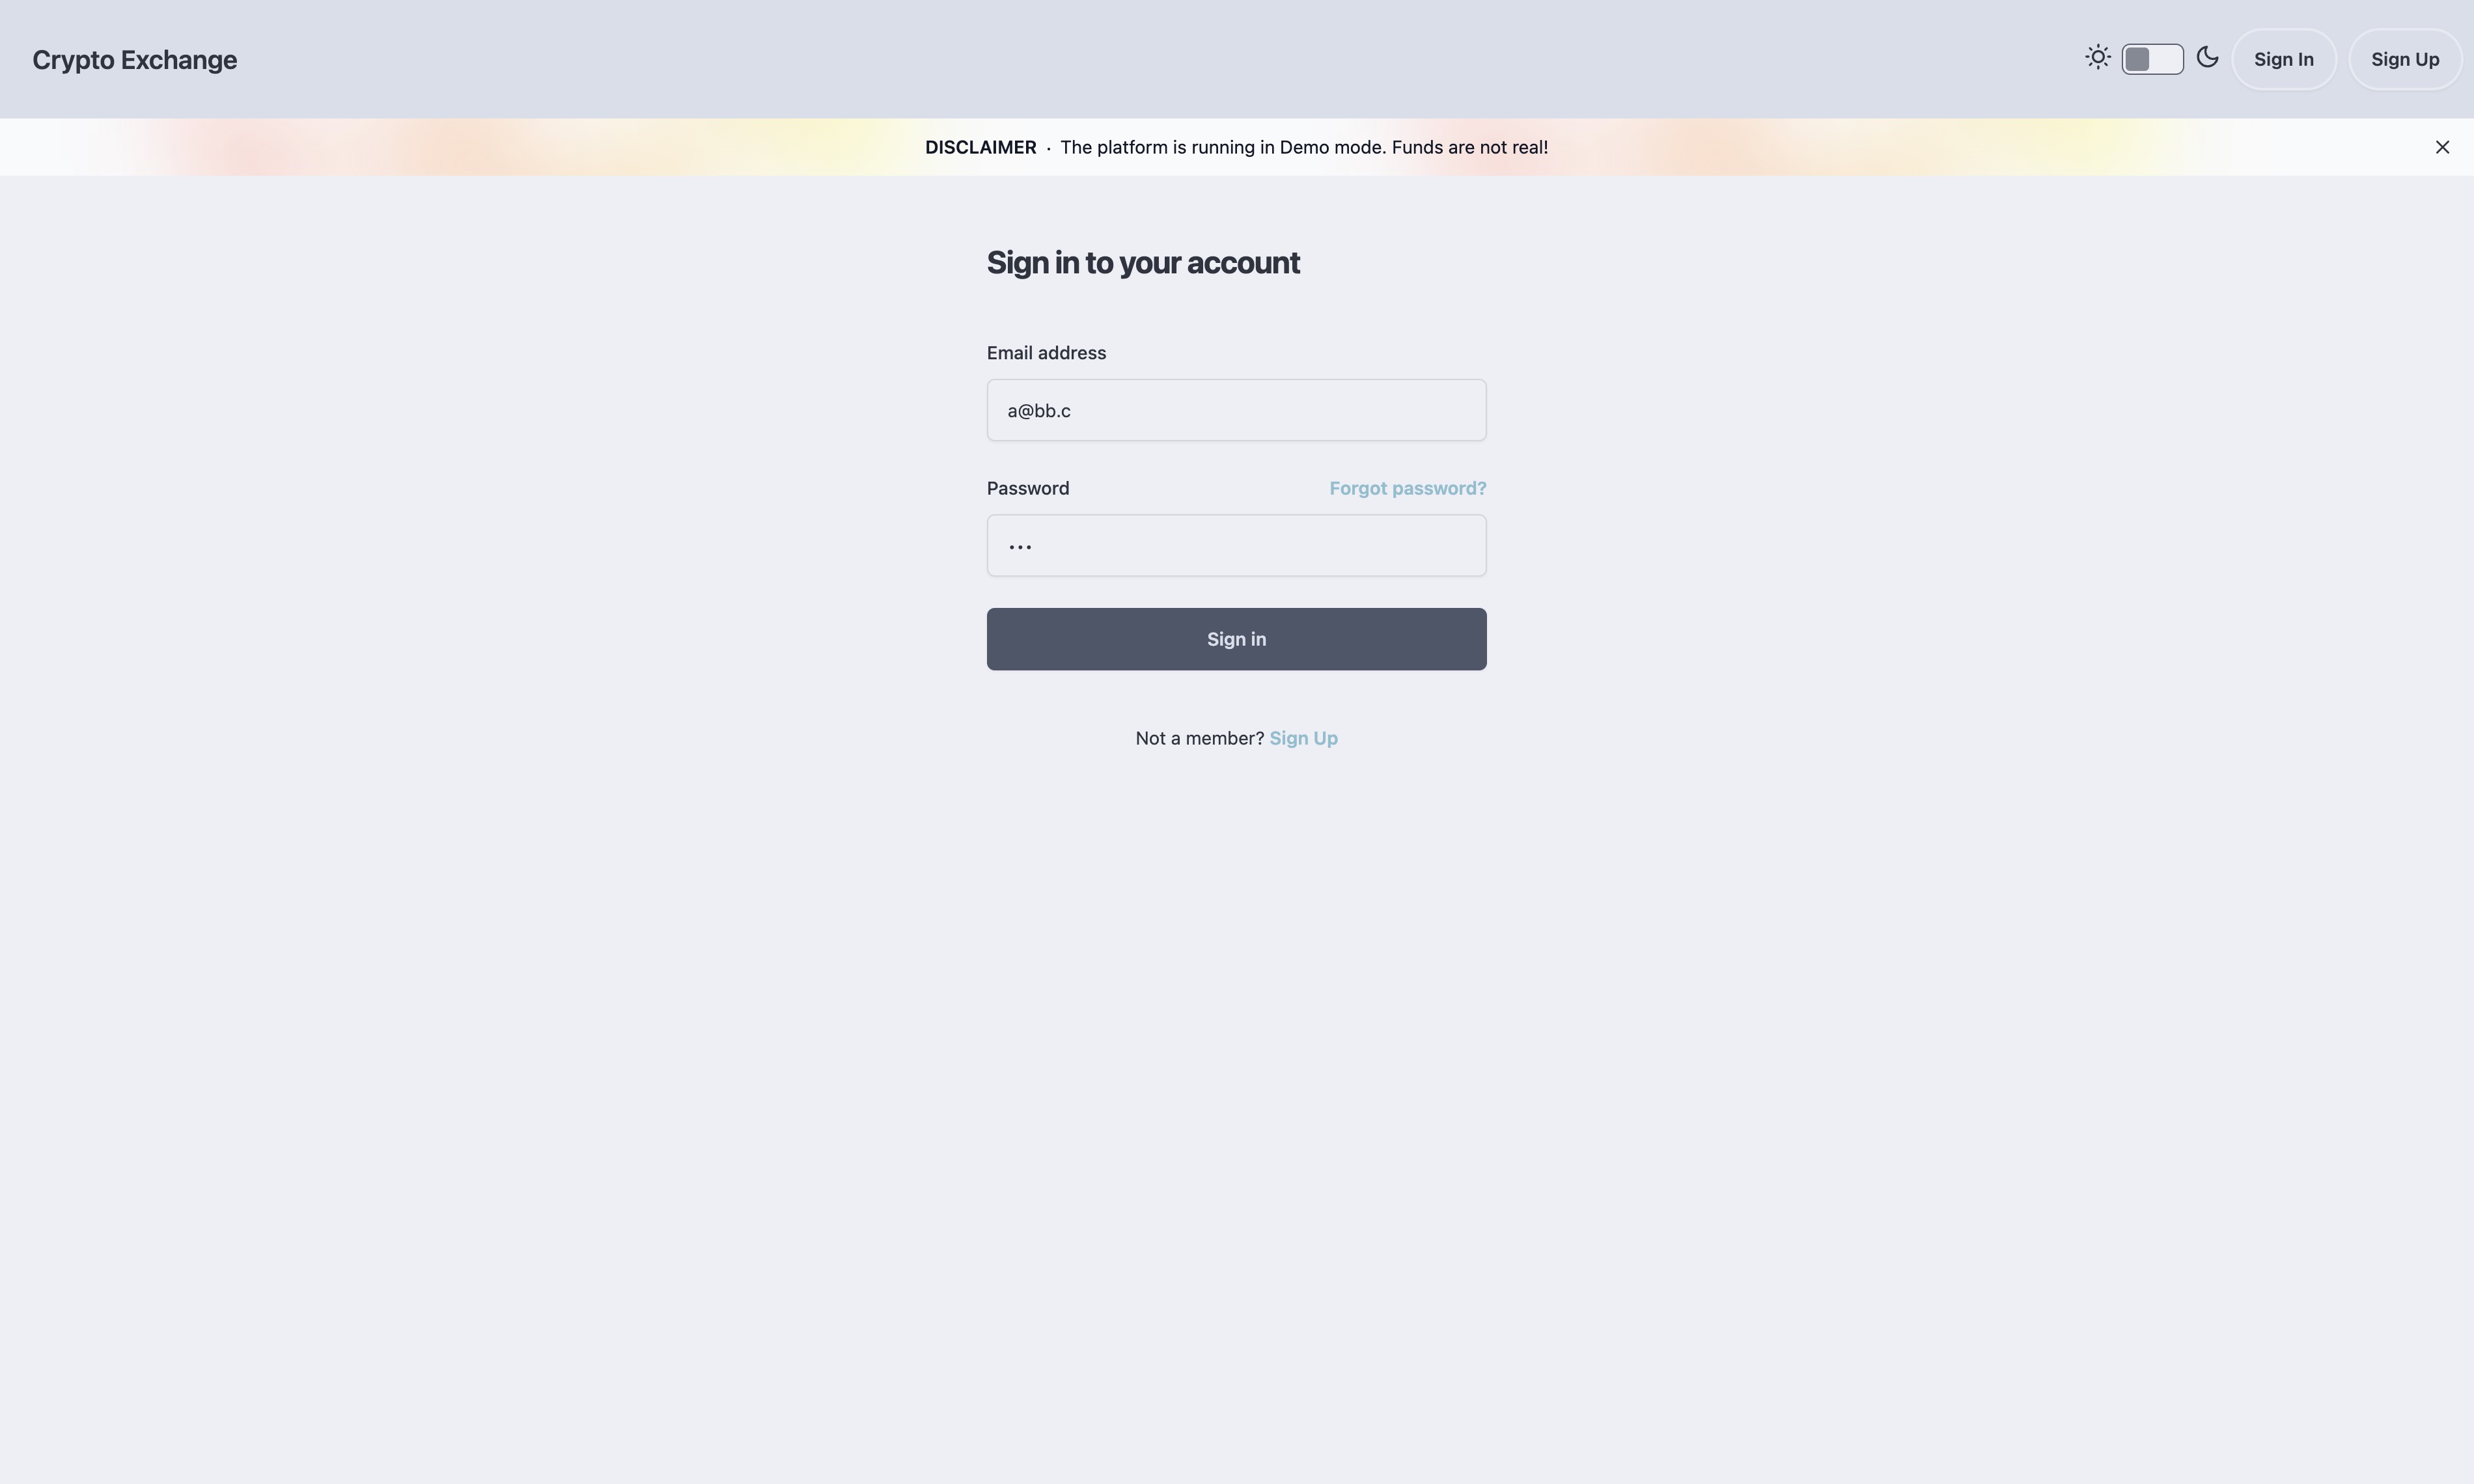 Crypto Exchange
Sign In
Sign Up
DISCLAIMER · The platform is running in Demo mode. Funds are not real!
Sign in to your account
Email address
a@bb.c
Password
Forgot password?
Sign in
Not a member? Sign Up